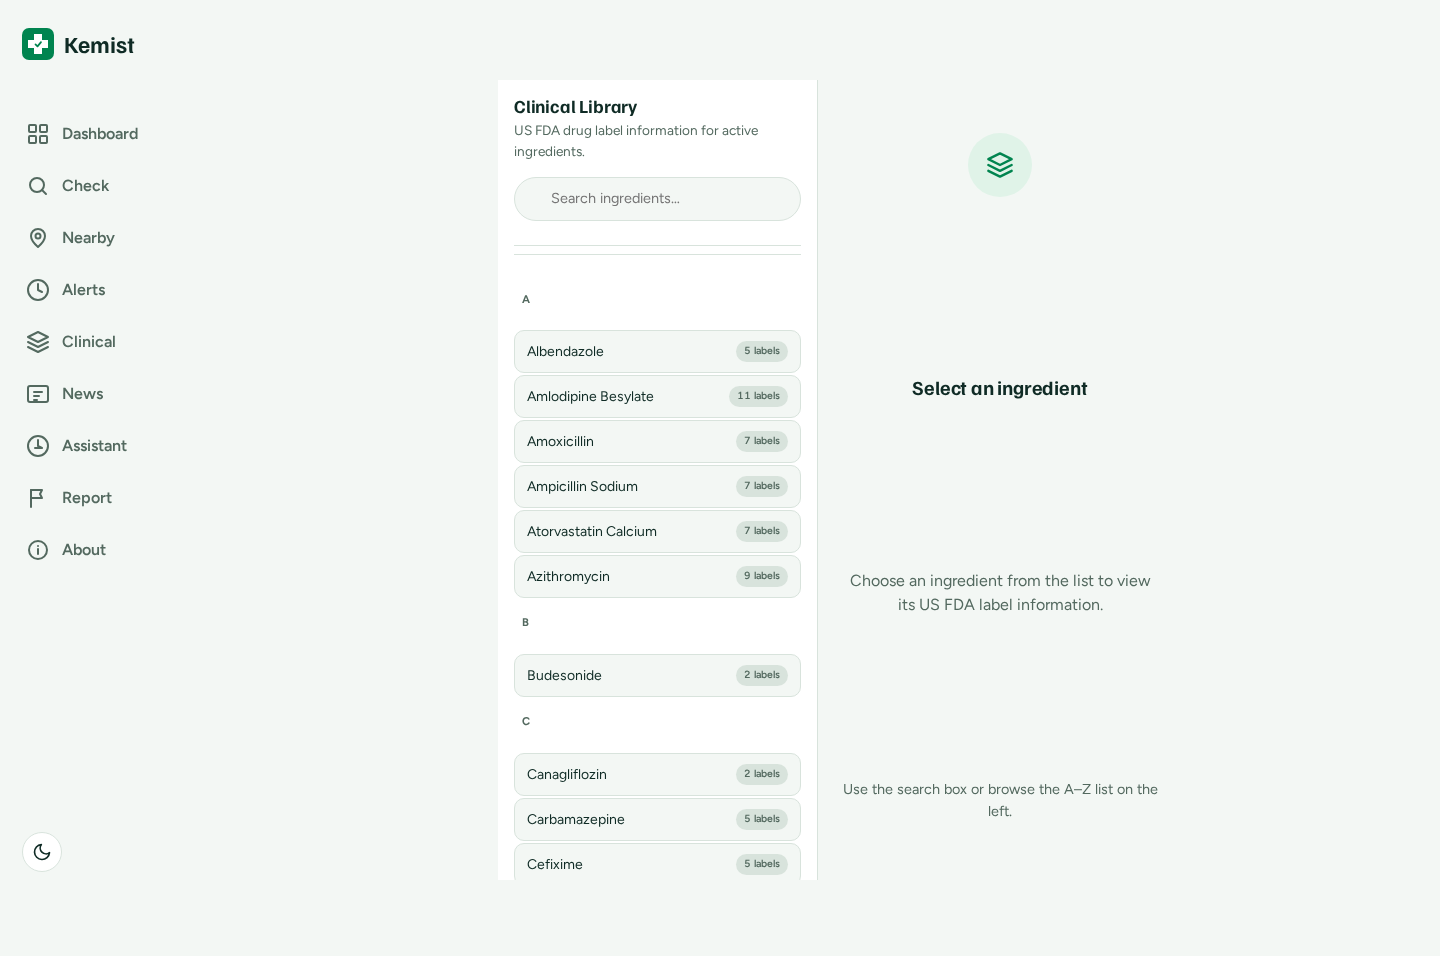 Kemist
Dashboard
Check
Nearby
Alerts
Clinical
News
Assistant
Report
About
Clinical Library
US FDA drug label information for active
ingredients.
Search ingredients...
A
Albendazole 5 labels
Amlodipine Besylate 11 labels
Amoxicillin 7 labels
Ampicillin Sodium 7 labels
Atorvastatin Calcium 7 labels
Azithromycin 9 labels
B
Budesonide 2 labels
C
Canagliflozin 2 labels
Carbamazepine 5 labels
Cefixime 5 labels
Select an ingredient
Choose an ingredient from the list to view
its US FDA label information.
Use the search box or browse the A–Z list on the
left.